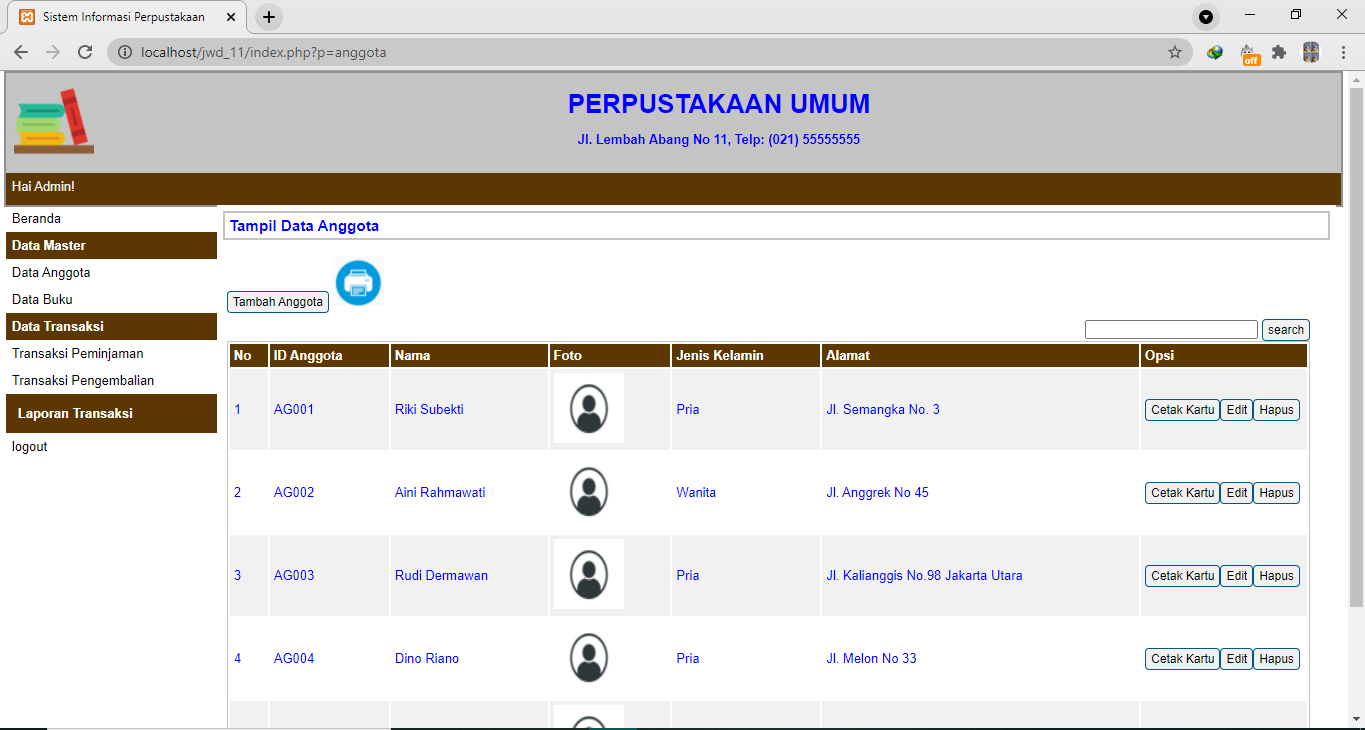 Sistem Informasi Perpustakaan
localhost/jwd_11/index.php?p=anggota
off
PERPUSTAKAAN UMUM
Jl. Lembah Abang No 11, Telp: (021) 55555555
Hai Admin!
Beranda
Data Master
Data Anggota
Data Buku
Data Transaksi
Transaksi Peminjaman
Transaksi Pengembalian
Laporan Transaksi
logout
Tampil Data Anggota
Tambah Anggota
search
No ID Anggota Nama Foto Jenis Kelamin Alamat Opsi
1 AG001 Riki Subekti Pria Jl. Semangka No. 3 Cetak Kartu Edit Hapus
2 AG002 Aini Rahmawati Wanita Jl. Anggrek No 45 Cetak Kartu Edit Hapus
3 AG003 Rudi Dermawan Pria Jl. Kalianggis No.98 Jakarta Utara Cetak Kartu Edit Hapus
4 AG004 Dino Riano Pria Jl. Melon No 33 Cetak Kartu Edit Hapus